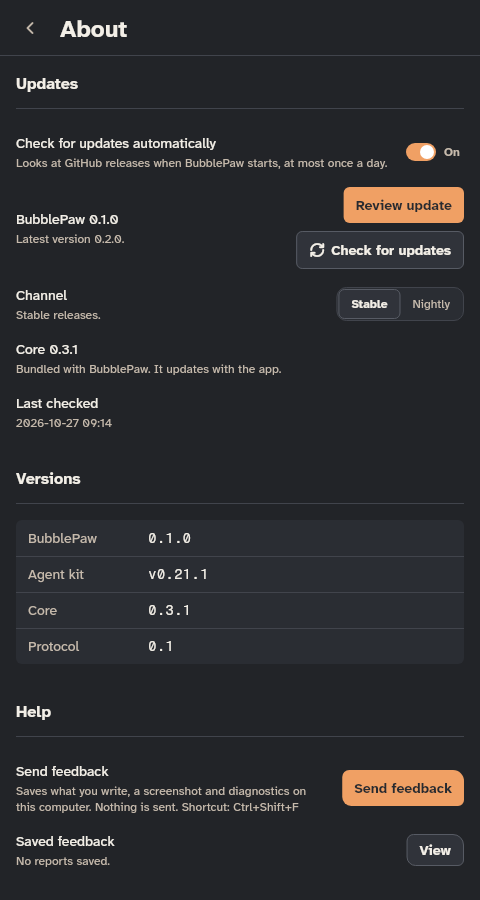 About
Updates
Check for updates automatically
Looks at GitHub releases when BubblePaw starts, at most once a day.
On
BubblePaw 0.1.0
Latest version 0.2.0.
Review update
Check for updates
Channel
Stable releases.
Stable
Nightly
Core 0.3.1
Bundled with BubblePaw. It updates with the app.
Last checked
2026-10-27 09:14
Versions
BubblePaw 0.1.0
Agent kit v0.21.1
Core 0.3.1
Protocol 0.1
Help
Send feedback
Saves what you write, a screenshot and diagnostics on
this computer. Nothing is sent. Shortcut: Ctrl+Shift+F
Send feedback
Saved feedback
No reports saved.
View